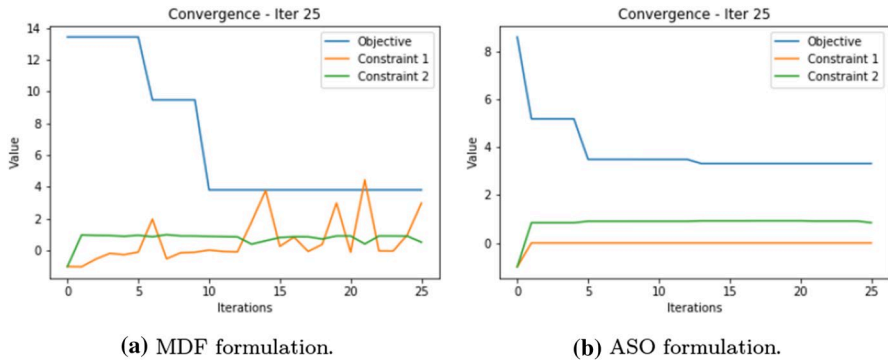 Convergence - Iter 25
14
12
10
8
6
4
2
0
Value
0 5 10 15 20 25
Iterations
Objective
Constraint 1
Constraint 2
(a) MDF formulation.
Convergence - Iter 25
8
6
4
2
0
Value
0 5 10 15 20 25
Iterations
Objective
Constraint 1
Constraint 2
(b) ASO formulation.